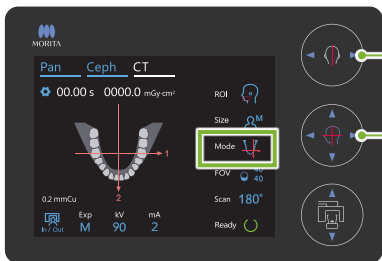 MORITA
Pan Ceph CT
00.00 s 0000.0 mGy·cm²
ROI
Size M
Mode
1
FOV 40 40
2
0.2 mmCu
Scan 180°
Exp kV mA
In / Out M 90 2
Ready